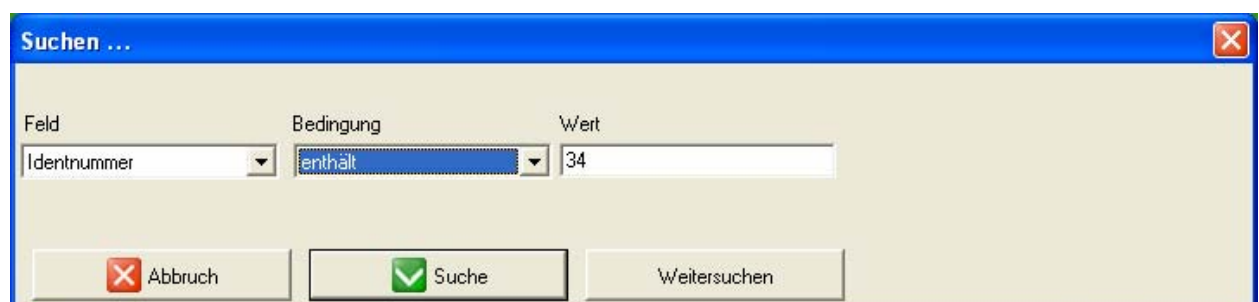 Suchen ...
Feld Bedingung Wert
Identnummer enthält 34
Abbruch Suche Weitersuchen